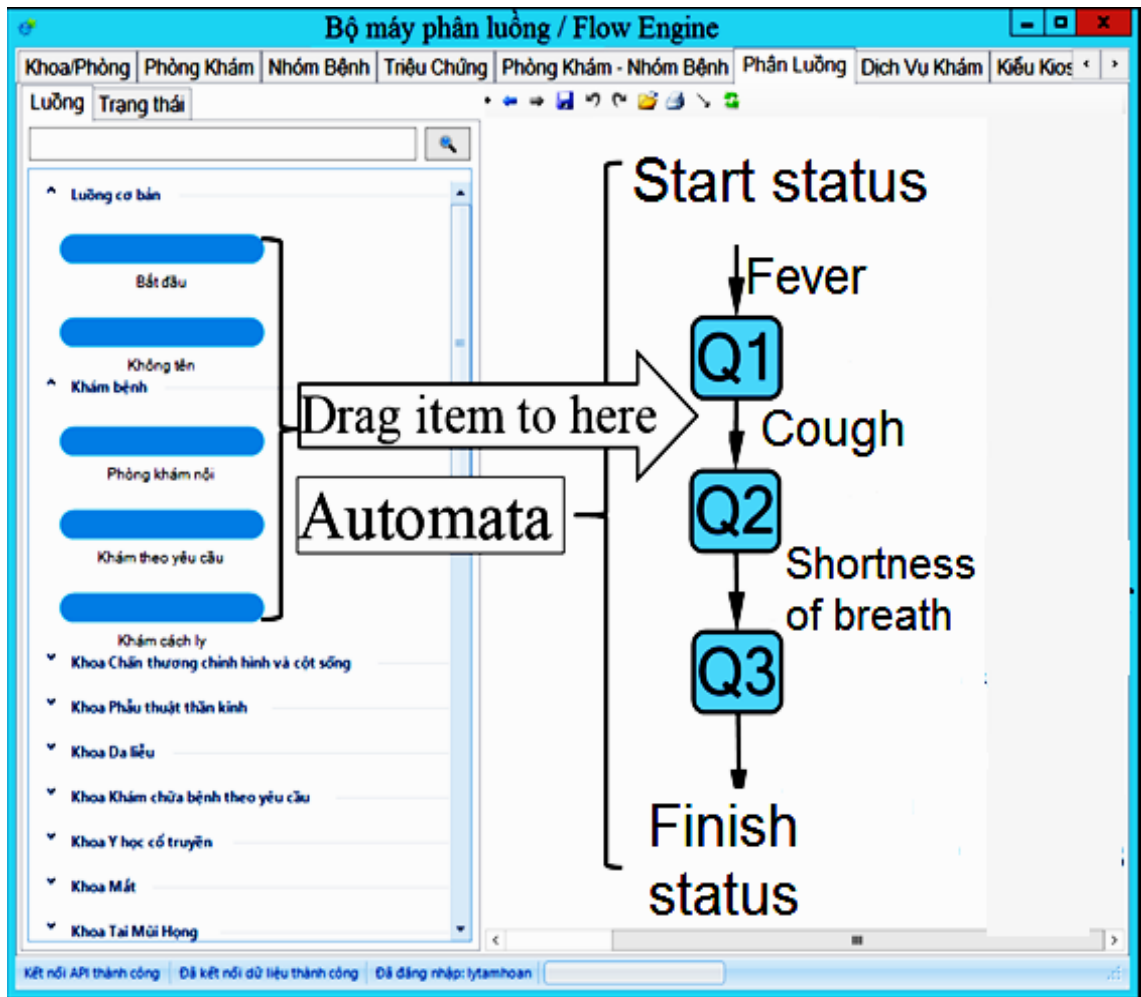 Bộ máy phân luồng / Flow Engine
Khoa/Phòng Phòng Khám Nhóm Bệnh Triệu Chứng Phòng Khám - Nhóm Bệnh Phân Luồng Dịch Vụ Khám Kiểu Kios
Luồng Trạng thái
Luồng cơ bản
Bắt đầu
Không tên
Khám bệnh
Phòng khám nội
Khám theo yêu cầu
Khám cách ly
Khoa Chấn thương chỉnh hình và cột sống
Khoa Phẫu thuật thần kinh
Khoa Da liễu
Khoa Khám chữa bệnh theo yêu cầu
Khoa Y học cổ truyền
Khoa Mắt
Khoa Tai Mũi Họng
Drag item to here
Automata
Start status
Fever
Q1
Cough
Q2
Shortness
of breath
Q3
Finish
status
Kết nối API thành công Đã kết nối dữ liệu thành công Đã đăng nhập: lytamhoan